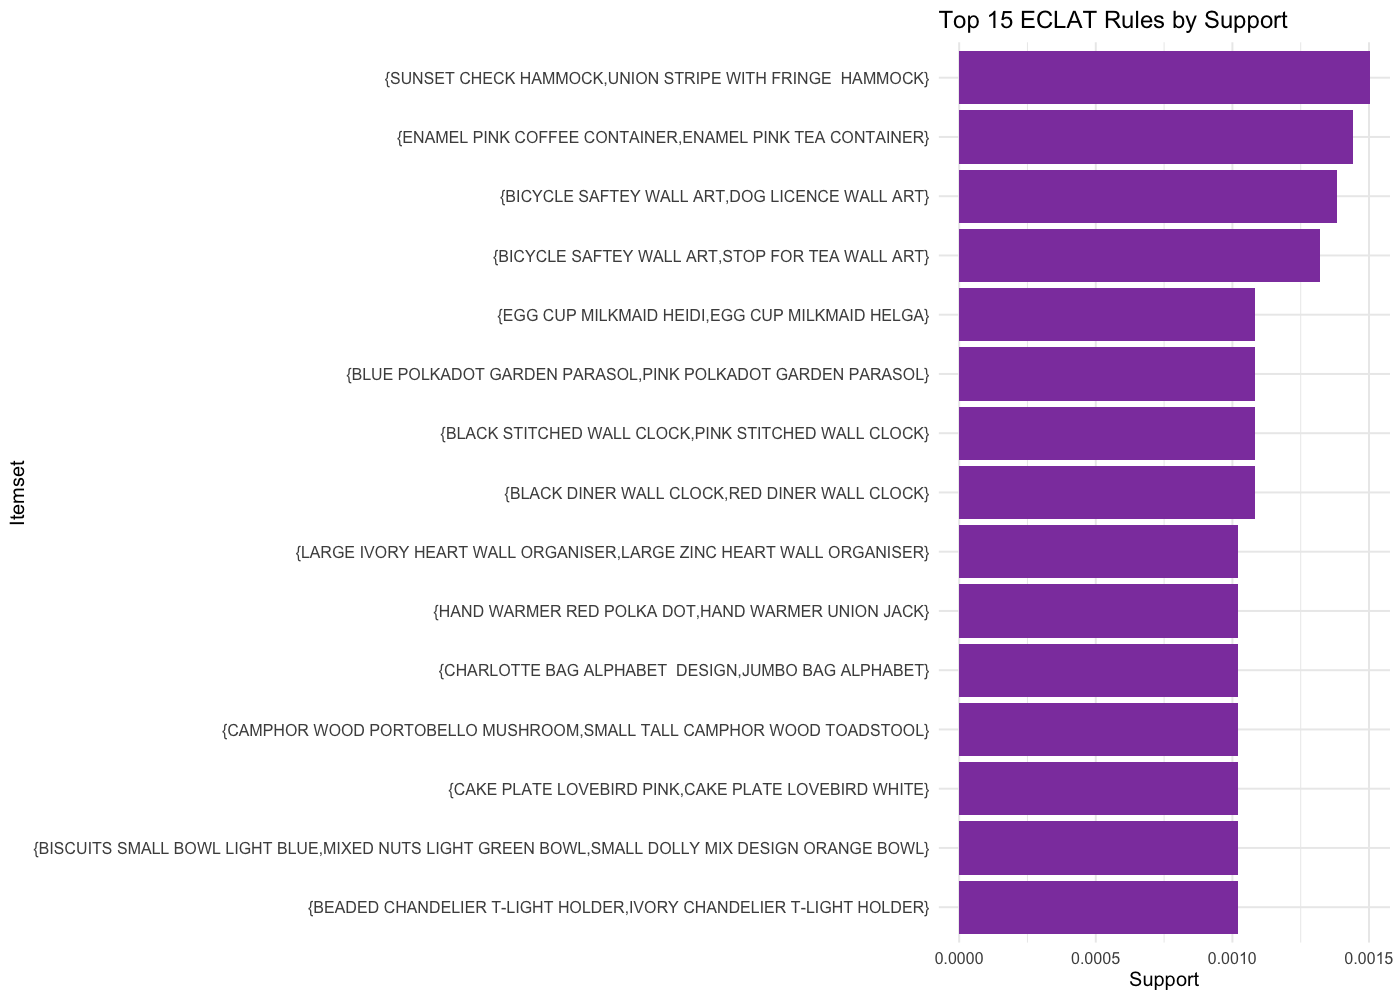 Top 15 ECLAT Rules by Support
{SUNSET CHECK HAMMOCK,UNION STRIPE WITH FRINGE  HAMMOCK}
{ENAMEL PINK COFFEE CONTAINER,ENAMEL PINK TEA CONTAINER}
{BICYCLE SAFTEY WALL ART,DOG LICENCE WALL ART}
{BICYCLE SAFTEY WALL ART,STOP FOR TEA WALL ART}
{EGG CUP MILKMAID HEIDI,EGG CUP MILKMAID HELGA}
{BLUE POLKADOT GARDEN PARASOL,PINK POLKADOT GARDEN PARASOL}
{BLACK STITCHED WALL CLOCK,PINK STITCHED WALL CLOCK}
{BLACK DINER WALL CLOCK,RED DINER WALL CLOCK}
{LARGE IVORY HEART WALL ORGANISER,LARGE ZINC HEART WALL ORGANISER}
{HAND WARMER RED POLKA DOT,HAND WARMER UNION JACK}
{CHARLOTTE BAG ALPHABET  DESIGN,JUMBO BAG ALPHABET}
{CAMPHOR WOOD PORTOBELLO MUSHROOM,SMALL TALL CAMPHOR WOOD TOADSTOOL}
{CAKE PLATE LOVEBIRD PINK,CAKE PLATE LOVEBIRD WHITE}
{BISCUITS SMALL BOWL LIGHT BLUE,MIXED NUTS LIGHT GREEN BOWL,SMALL DOLLY MIX DESIGN ORANGE BOWL}
{BEADED CHANDELIER T-LIGHT HOLDER,IVORY CHANDELIER T-LIGHT HOLDER}
Itemset
0.0000 0.0005 0.0010 0.0015
Support